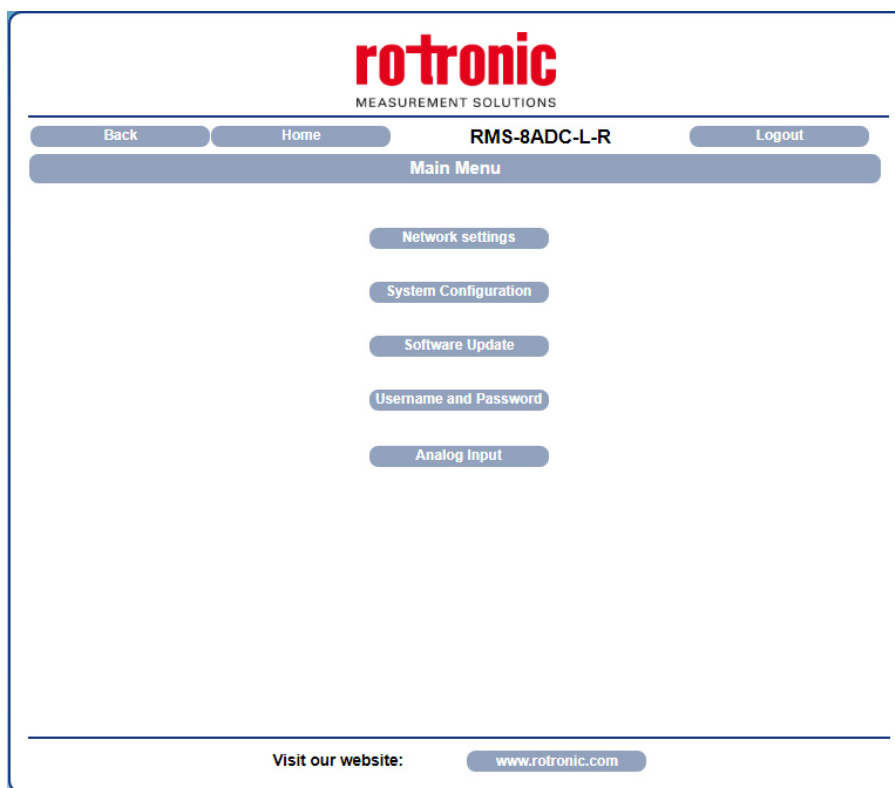 rotronic
MEASUREMENT SOLUTIONS
Back Home RMS-8ADC-L-R Logout
Main Menu
Network settings
System Configuration
Software Update
Username and Password
Analog Input
Visit our website: www.rotronic.com